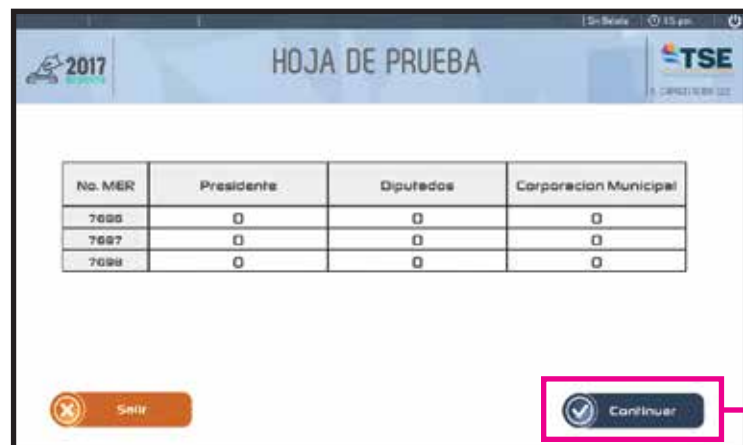 2017
HOJA DE PRUEBA
TSE
No. MER Presidente Diputados Corporacion Municipal
0 0 0
7697 0 0 0
7698 0 0 0
Salir
Continuar